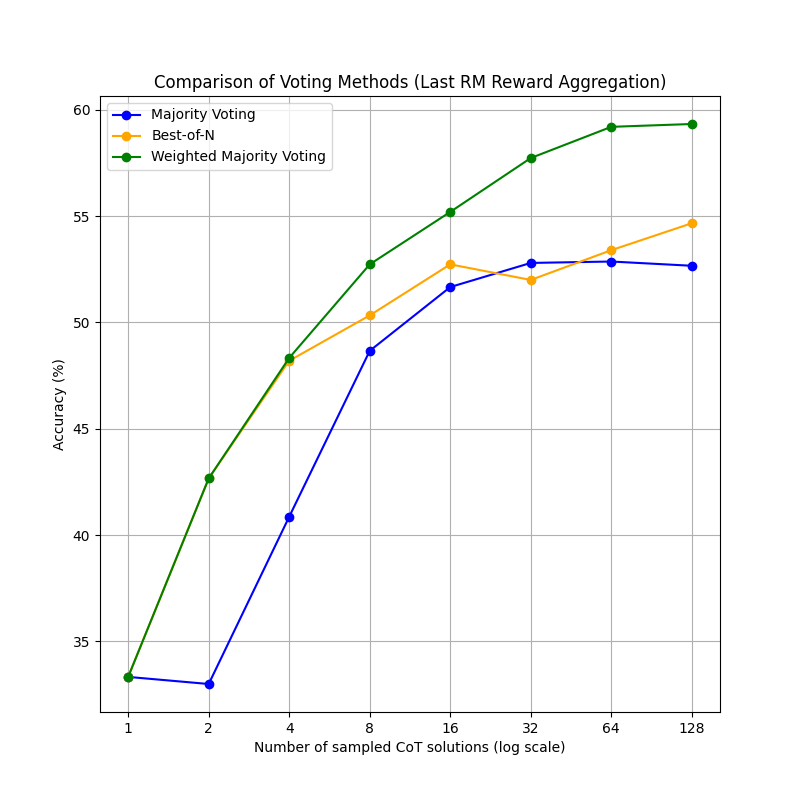 Comparison of Voting Methods (Last RM Reward Aggregation)
Majority Voting
Best-of-N
Weighted Majority Voting
60
55
50
45
40
35
Accuracy (%)
1 2 4 8 16 32 64 128
Number of sampled CoT solutions (log scale)